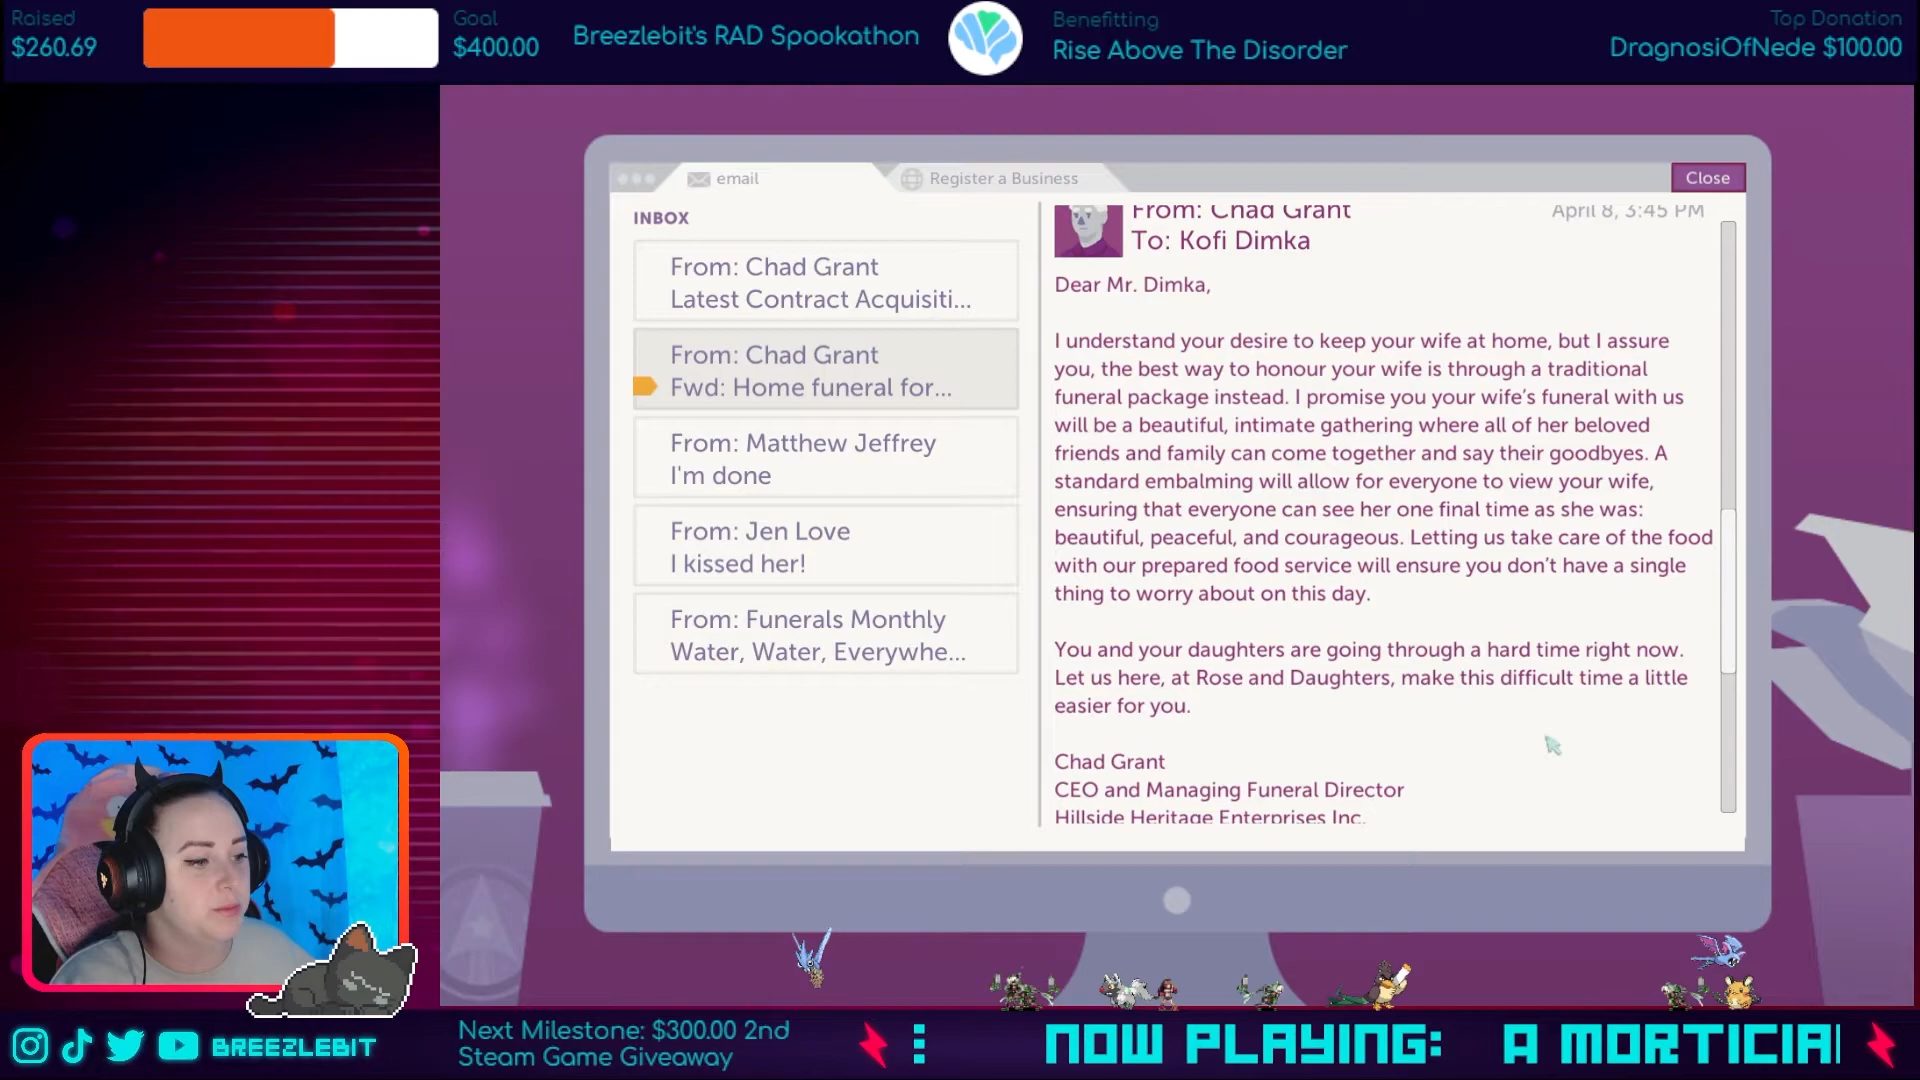 Raised
$260.69
Goal
$400.00
Breezlebit's RAD Spookathon
Benefitting
Rise Above The Disorder
Top Donation
DragnosiOfNede $100.00
email
Register a Business
Close
INBOX
From: Chad Grant
Latest Contract Acquisiti...
From: Chad Grant
Fwd: Home funeral for...
From: Matthew Jeffrey
I'm done
From: Jen Love
I kissed her!
From: Funerals Monthly
Water, Water, Everywhe...
From: Chad Grant
April 8, 3:45 PM
To: Kofi Dimka
Dear Mr. Dimka,
I understand your desire to keep your wife at home, but I assure
you, the best way to honour your wife is through a traditional
funeral package instead. I promise you your wife's funeral with us
will be a beautiful, intimate gathering where all of her beloved
friends and family can come together and say their goodbyes. A
standard embalming will allow for everyone to view your wife,
ensuring that everyone can see her one final time as she was:
beautiful, peaceful, and courageous. Letting us take care of the food
with our prepared food service will ensure you don't have a single
thing to worry about on this day.
You and your daughters are going through a hard time right now.
Let us here, at Rose and Daughters, make this difficult time a little
easier for you.
Chad Grant
CEO and Managing Funeral Director
Hillside Heritage Enterprises Inc.
BREEZLEBIT
Next Milestone: $300.00 2nd
Steam Game Giveaway
NOW PLAYING: A MORTICIA